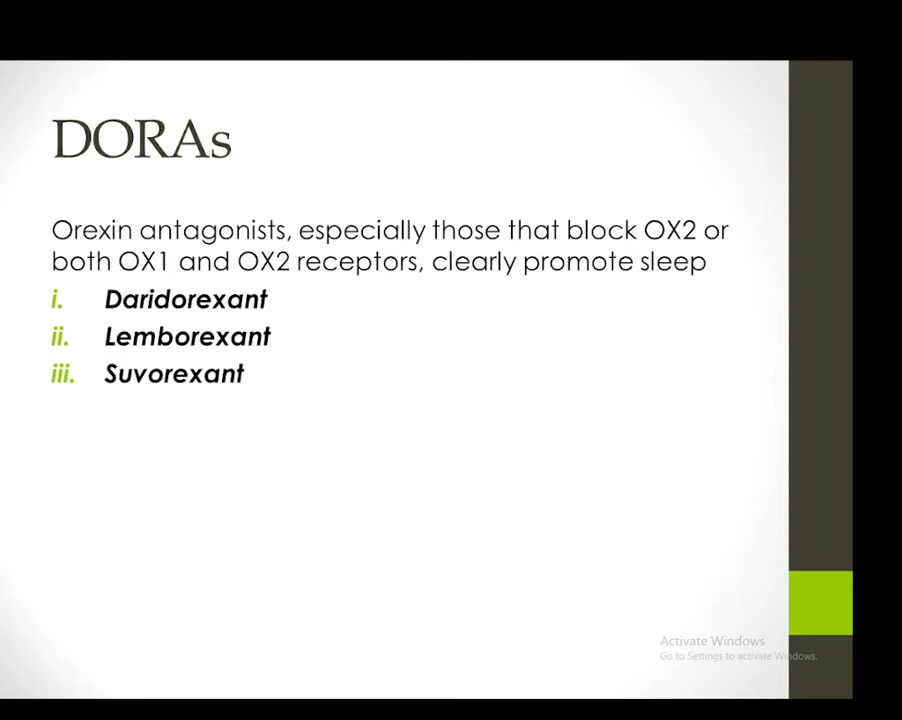 DORAs
Orexin antagonists, especially those that block OX2 or
both OX1 and OX2 receptors, clearly promote sleep
i. Daridorexant
ii. Lemborexant
iii. Suvorexant
Activate Windows
Go to Settings to activate Windows.